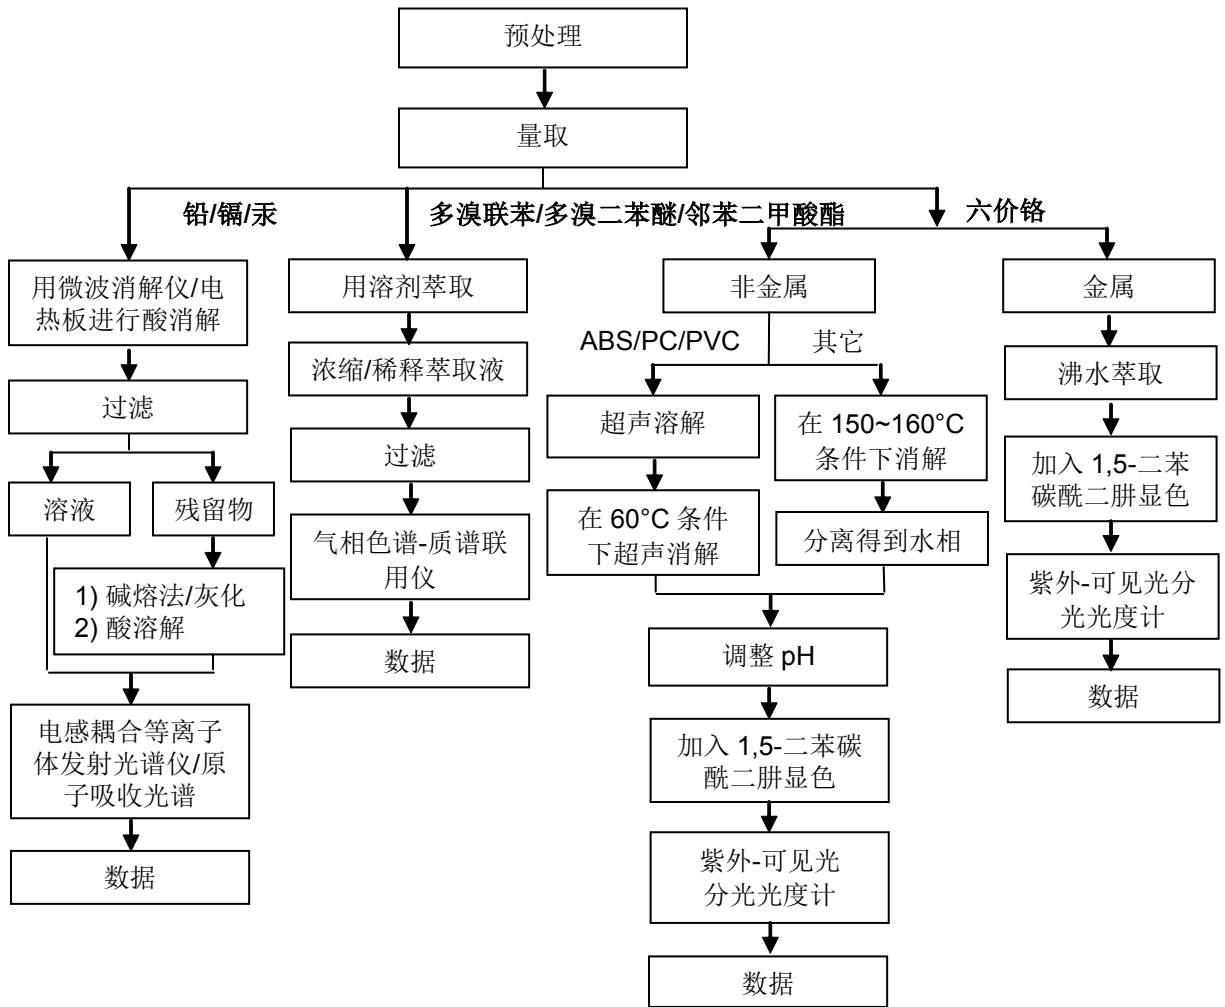 预处理
量取
铅/镉/汞
多溴联苯/多溴二苯醚/邻苯二甲酸酯
六价铬
用微波消解仪/电
热板进行酸消解
过滤
溶液
残留物
1) 碱熔法/灰化
2) 酸溶解
电感耦合等离子
体发射光谱仪/原
子吸收光谱
数据
用溶剂萃取
浓缩/稀释萃取液
过滤
气相色谱-质谱联
用仪
数据
非金属
ABS/PC/PVC
其它
超声溶解
在 60°C 条件
下超声消解
在 150~160°C
条件下消解
分离得到水相
调整 pH
加入 1,5-二苯碳
酰二肼显色
紫外-可见光
分光光度计
数据
金属
沸水萃取
加入 1,5-二苯
碳酰二肼显色
紫外-可见光分
光光度计
数据